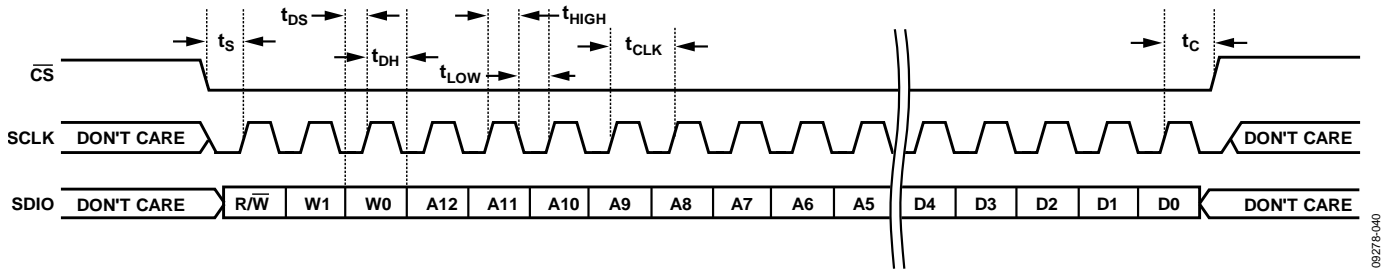 tDS
tHIGH
tS
tCLK
tC
tDH
tLOW
CS
SCLK DON'T CARE DON'T CARE
SDIO DON'T CARE R/W W1 W0 A12 A11 A10 A9 A8 A7 A6 A5 D4 D3 D2 D1 D0 DON'T CARE
09278-040